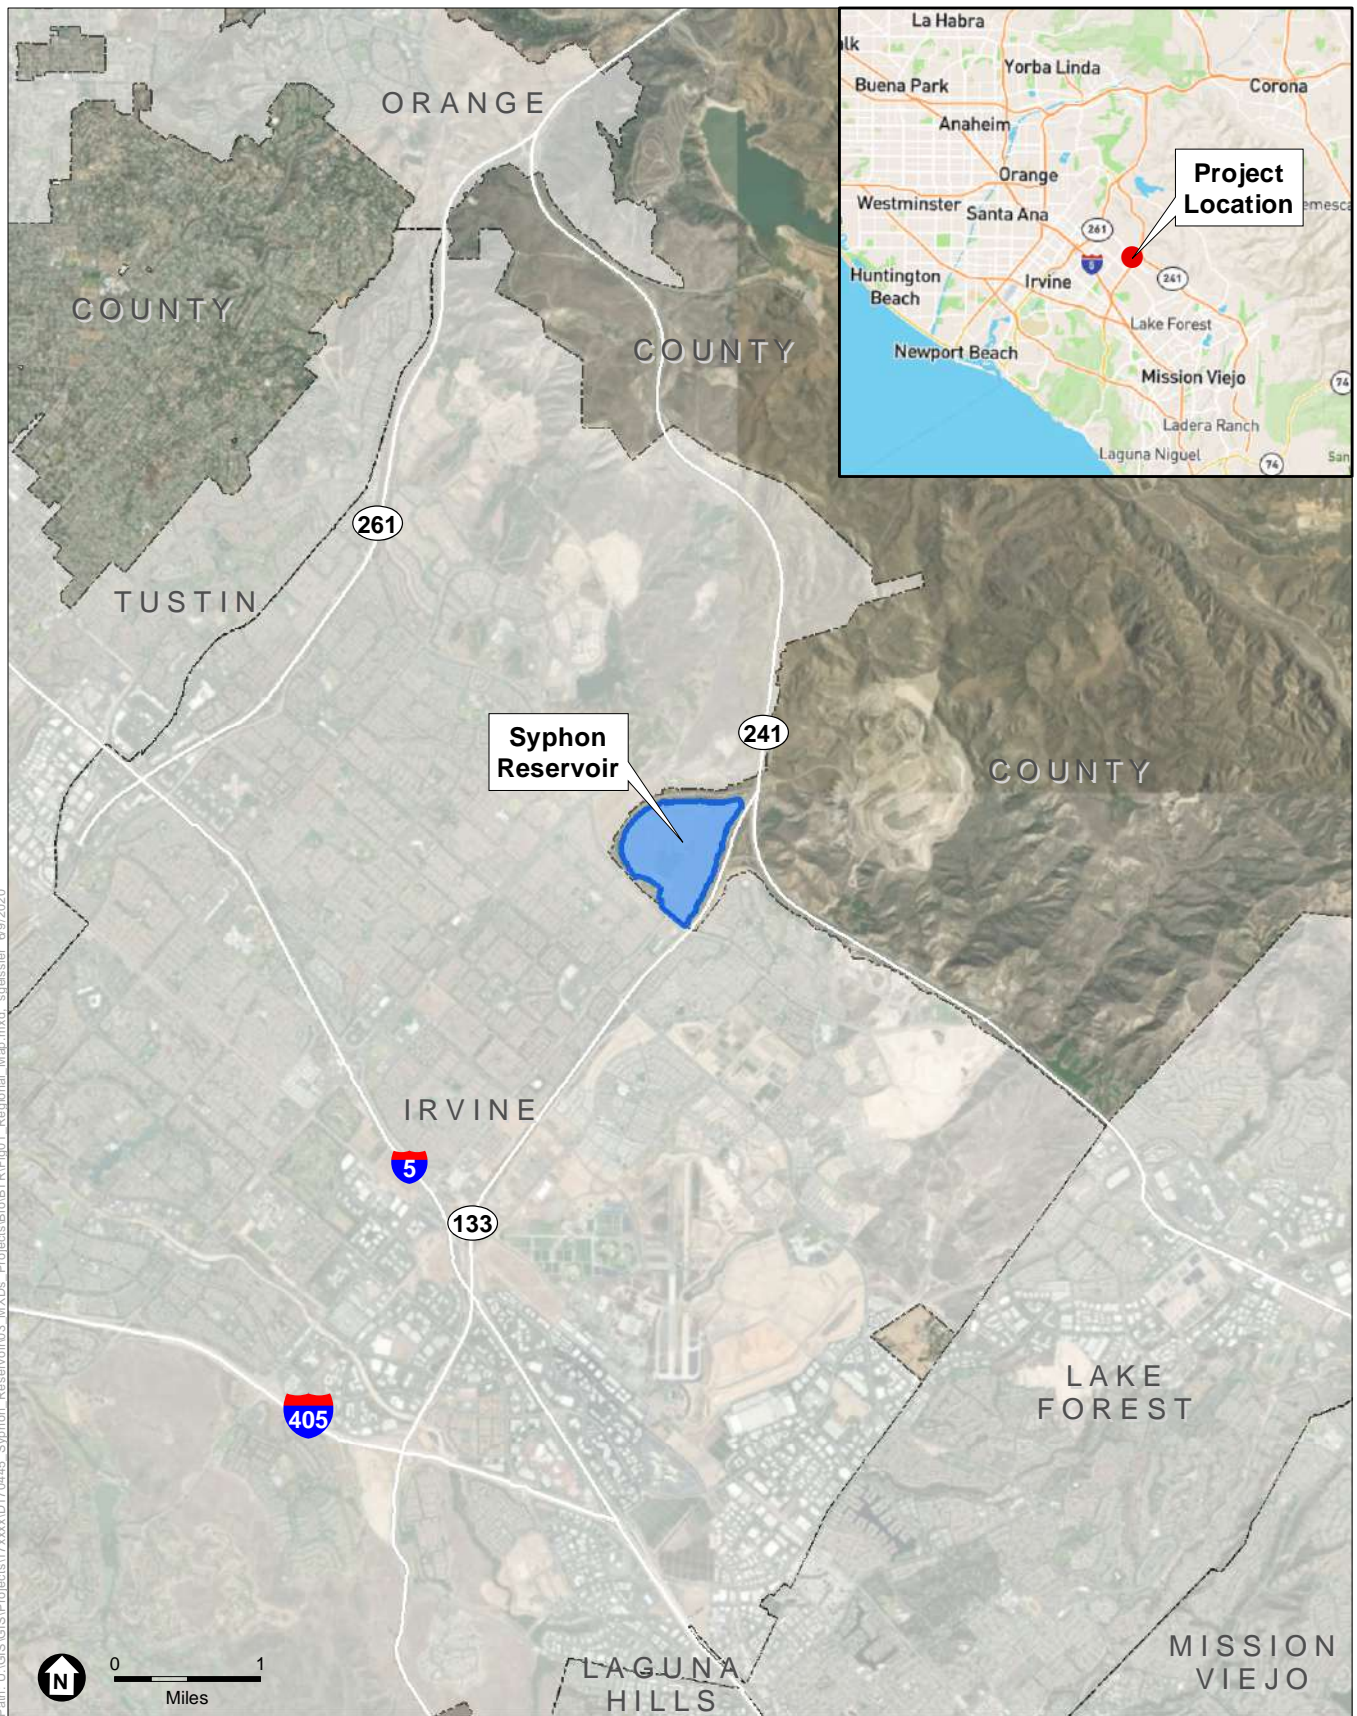 ORANGE
COUNTY
COUNTY
261
TUSTIN
Syphon
Reservoir
241
COUNTY
IRVINE
5
133
405
LAKE
FOREST
MISSION
VIEJO
LAGUNA
HILLS
N
0 1
Miles
La Habra
Yorba Linda
Buena Park
Corona
Anaheim
Orange
Project
Location
Westminster
Santa Ana
261
5
Irvine
241
Huntington
Beach
Lake Forest
Newport Beach
Mission Viejo
74
Ladera Ranch
Laguna Niguel
74
San